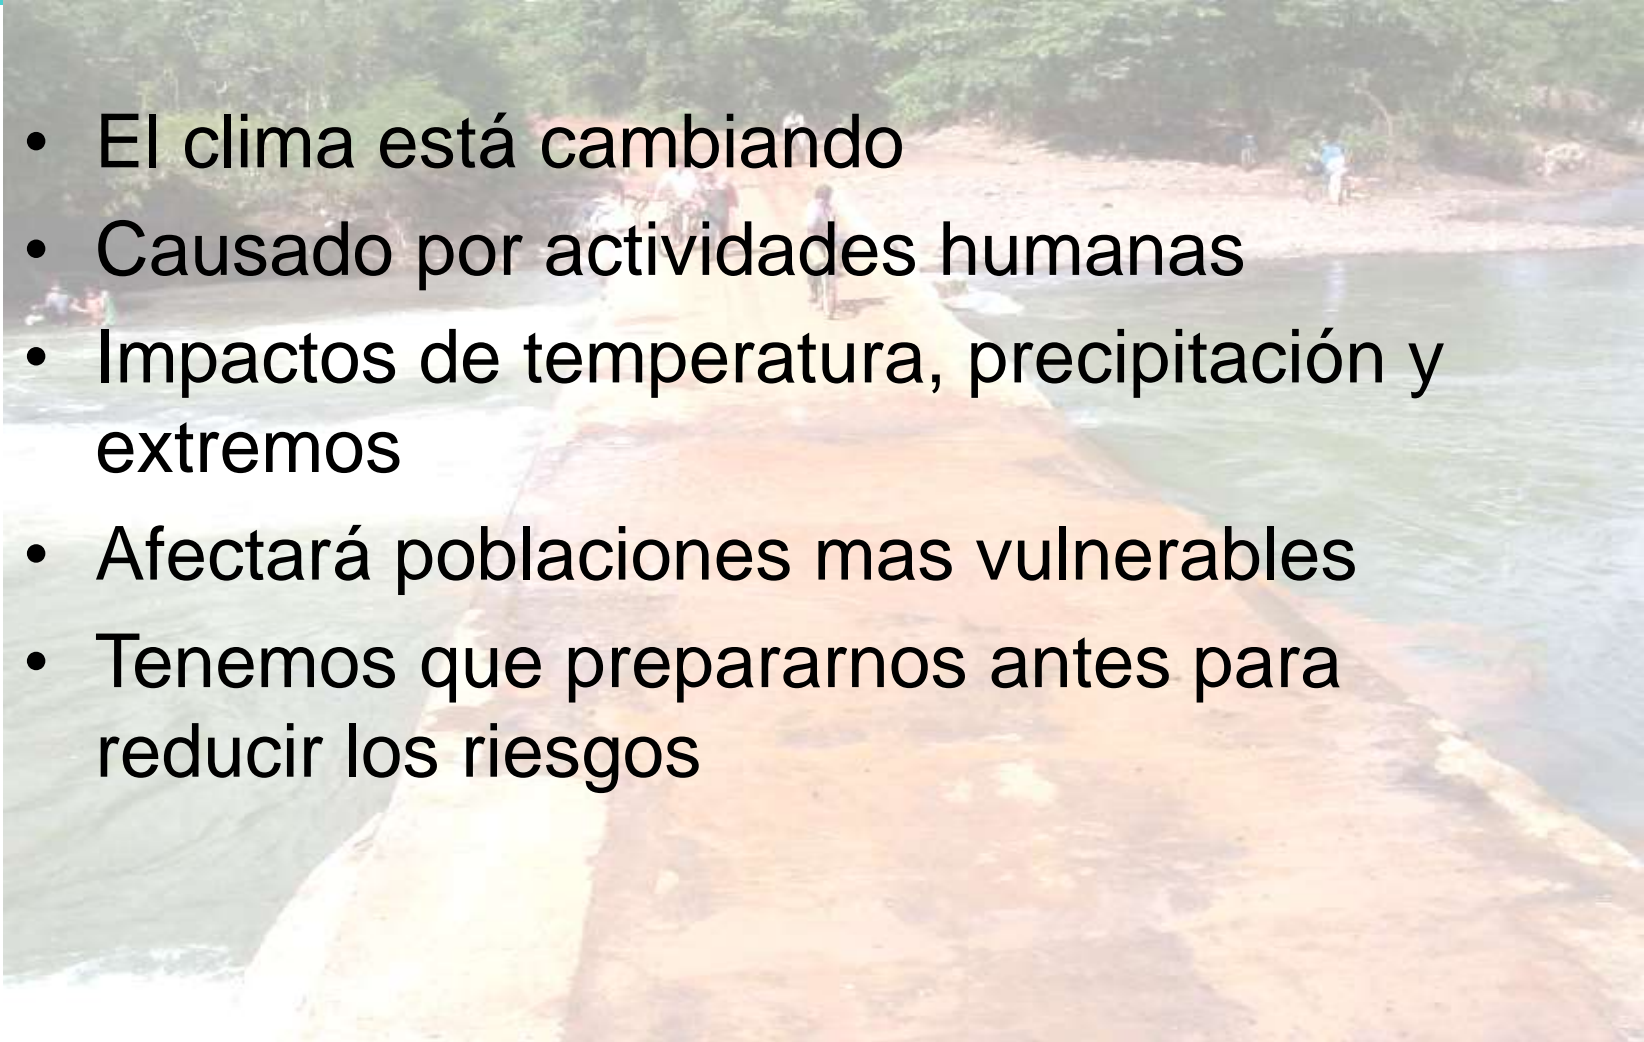 • El clima está cambiando
• Causado por actividades humanas
• Impactos de temperatura, precipitación y
extremos
• Afectará poblaciones mas vulnerables
• Tenemos que prepararnos antes para
reducir los riesgos